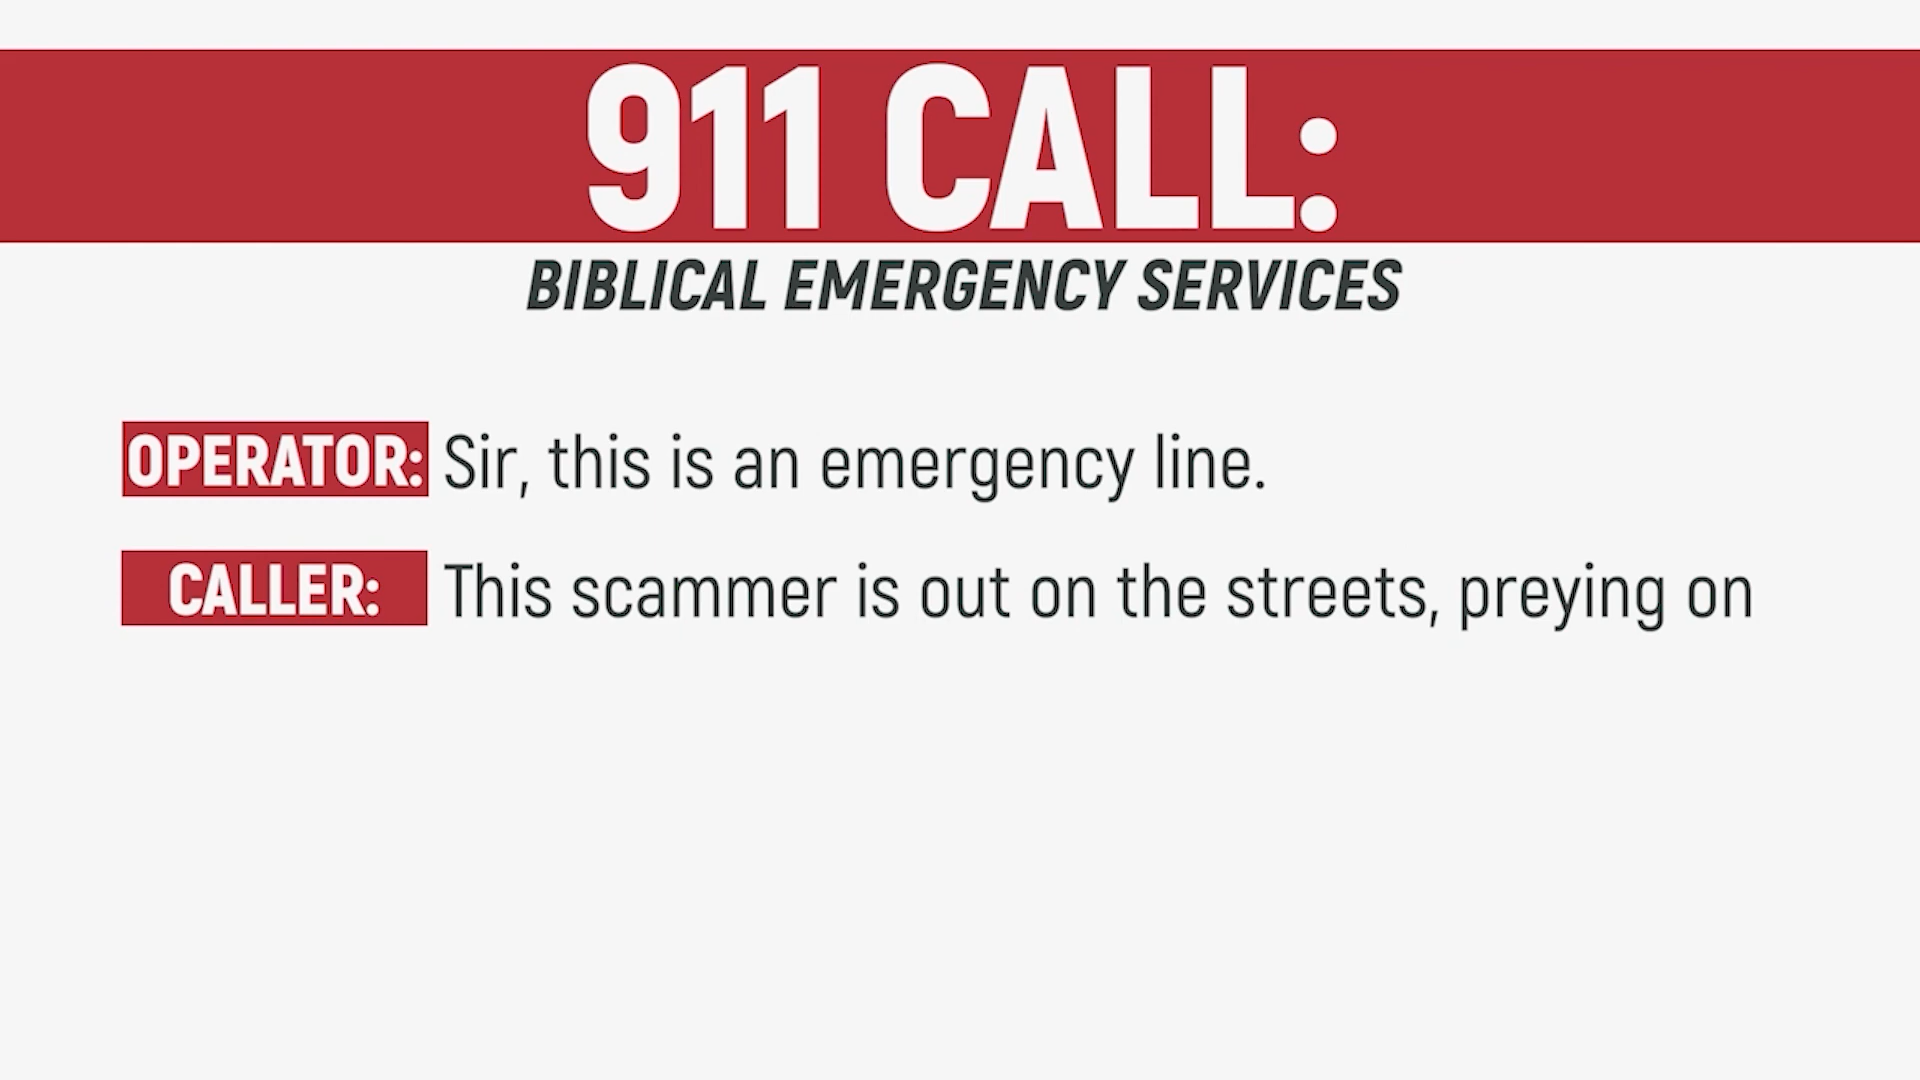 911 CALL:
BIBLICAL EMERGENCY SERVICES
OPERATOR: Sir, this is an emergency line.
CALLER: This scammer is out on the streets, preying on